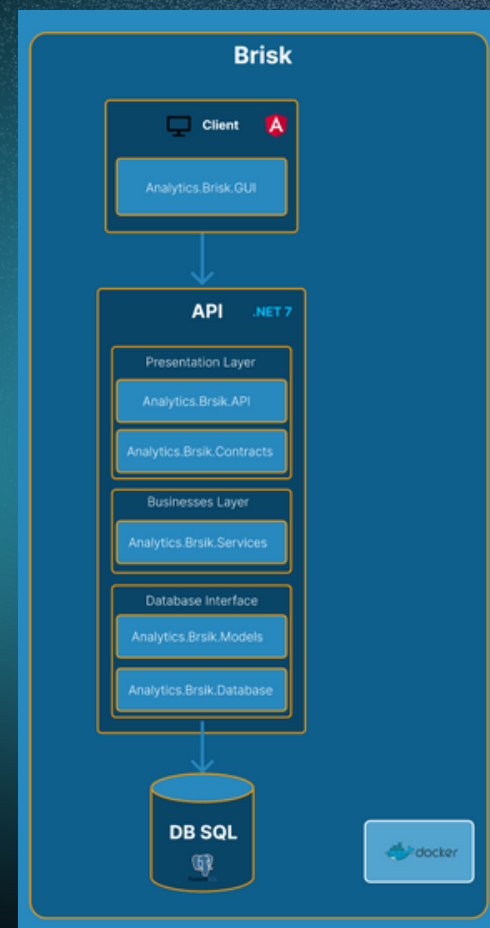 Brisk
Client
Analytics.Brisk.GUI
API
.NET 7
Presentation Layer
Analytics.Brsik.API
Analytics.Brsik.Contracts
Businesses Layer
Analytics.Brsik.Services
Database Interface
Analytics.Brsik.Models
Analytics.Brsik.Database
DB SQL
docker